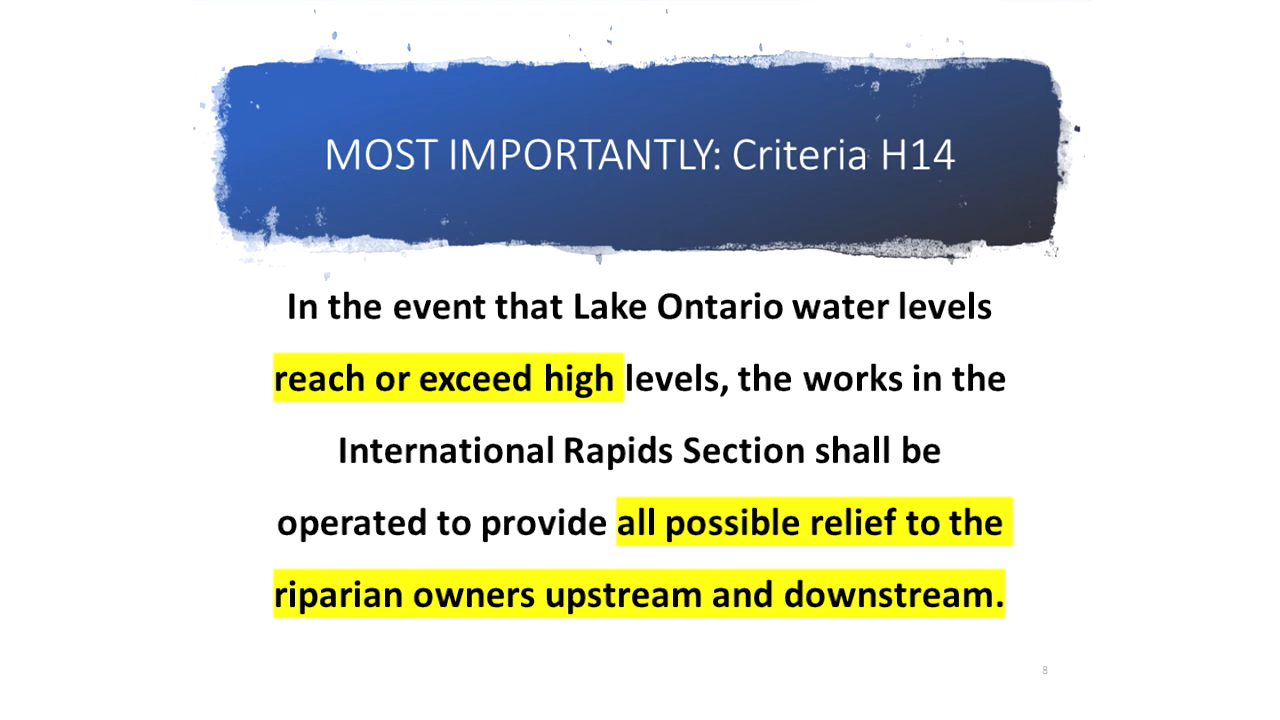 MOST IMPORTANTLY: Criteria H14
In the event that Lake Ontario water levels
reach or exceed high levels, the works in the
International Rapids Section shall be
operated to provide all possible relief to the
riparian owners upstream and downstream.
8